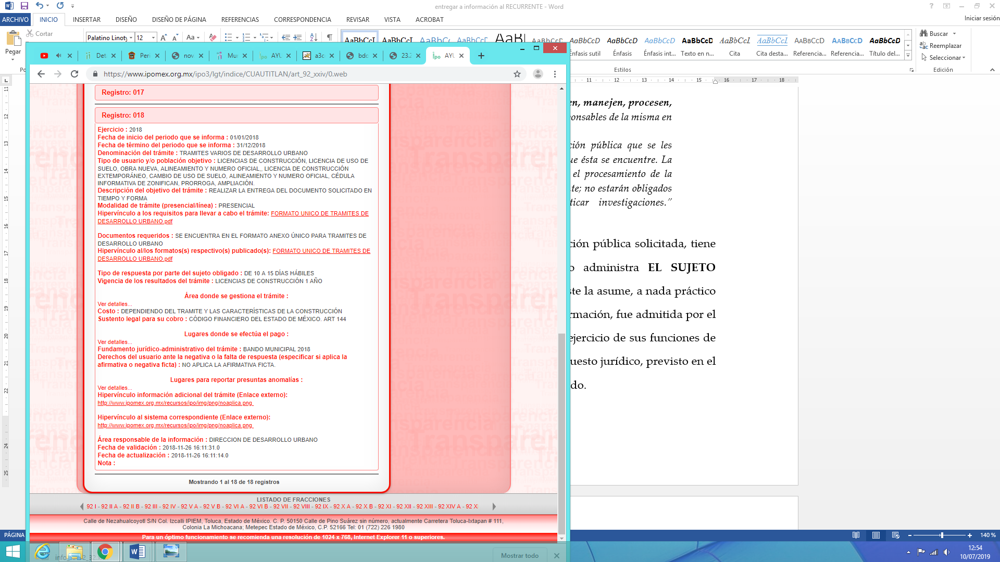 entregar a información al RECURRENTE - Word
ARCHIVO INICIO INSERTAR DISEÑO DISEÑO DE PÁGINA REFERENCIAS CORRESPONDENCIA REVISAR VISTA ACROBAT
Iniciar sesión
Pegar
Cortar
Palatino Linoty 12
AaBbCcD AaBbCcD AaBbCcD AaBbCcD AaBbCcI AaBbCcI AaBbCcD AaBbCcD AaBbCcD
Énfasis sutil Énfasis Énfasis int... Texto en n... Cita Cita desta... Referencia... Referencia... Título del...
Estilos
Buscar
Reemplazar
Seleccionar
Edición
11 12 13 14 15 16 17 18
https://www.ipomex.org.mx/ipo3/lgt/indice/CUAUTITLAN/art_92_xxiv/0.web
Registro: 017
Registro: 018
Ejercicio : 2018
Fecha de inicio del periodo que se informa : 01/01/2018
Fecha de término del periodo que se informa : 31/12/2018
Denominación del trámite : TRAMITES VARIOS DE DESARROLLO URBANO
Tipo de usuario y/o población objetivo : LICENCIAS DE CONSTRUCCIÓN, LICENCIA DE USO DE
SUELO, OBRA NUEVA, ALINEAMIENTO Y NUMERO OFICIAL,, LICENCIA DE CONSTRUCCIÓN
EXTEMPORÁNEO, CAMBIO DE USO DE SUELO, ALINEAMIENTO Y NUMERO OFICIAL, CÉDULA
INFORMATIVA DE ZONIFICAN, PRORROGA, AMPLIACIÓN.
Descripción del objetivo del trámite : REALIZAR LA ENTREGA DEL DOCUMENTO SOLICITADO EN
TIEMPO Y FORMA
Modalidad de trámite (presencial/línea) : PRESENCIAL
Hipervínculo a los requisitos para llevar a cabo el trámite: FORMATO UNICO DE TRAMITES DE
DESARROLLO URBANO.pdf
Documentos requeridos : SE ENCUENTRA EN EL FORMATO ANEXO ÚNICO PARA TRAMITES DE
DESARROLLO URBANO
Hipervínculo al/los formatos(s) respectivo(s) publicado(s): FORMATO UNICO DE TRAMITES DE
DESARROLLO URBANO.pdf
Tipo de respuesta por parte del sujeto obligado : DE 10 A 15 DÍAS HÁBILES
Vigencia de los resultados del trámite : LICENCIAS DE CONSTRUCCIÓN 1 AÑO
Área donde se gestiona el trámite :
Ver detalles...
Costo : DEPENDIENDO DEL TRAMITE Y LAS CARACTERÍSTICAS DE LA CONSTRUCCIÓN
Sustento legal para su cobro : CÓDIGO FINANCIERO DEL ESTADO DE MÉXICO. ART 144
Lugares donde se efectúa el pago :
Ver detalles...
Fundamento jurídico-administrativo del trámite : BANDO MUNICIPAL 2018
Derechos del usuario ante la negativa o la falta de respuesta (especificar si aplica la
afirmativa o negativa ficta) : NO APLICA LA AFIRMATIVA FICTA.
Lugares para reportar presuntas anomalías :
Ver detalles...
Hipervínculo información adicional del trámite (Enlace externo):
http://www.ipomex.org.mx/recursos/ipo/img/png/noaplica.png
Hipervínculo al sistema correspondiente (Enlace externo):
http://www.ipomex.org.mx/recursos/ipo/img/png/noaplica.png
Área responsable de la información : DIRECCION DE DESARROLLO URBANO
Fecha de validación : 2018-11-26 16:11:31.0
Fecha de actualización : 2018-11-26 16:11:14.0
Nota :
Mostrando 1 al 18 de 18 registros
LISTADO DE FRACCIONES
92 I - 92 II A - 92 II B - 92 III - 92 IV - 92 V A - 92 V B - 92 VI A - 92 VI B - 92 VII - 92 VIII - 92 IX - 92 X A - 92 X B - 92 XI - 92 XII - 92 XIII - 92 XIV A - 92 X
Calle de Nezahualcoyotl S/N Col. Izcalli IPIEM, Toluca, Estado de México. C. P. 50150 Calle de Pino Suárez sin número, actualmente Carretera Toluca-Ixtapan # 111,
Colonia La Michoacana; Metepec Estado de México, C.P. 52166 Tel: 01 (722) 226 1980
Para un óptimo funcionamiento se recomienda una resolución de 1024 x 768, Internet Explorer 11 o superiores.
en, manejen, procesen,
ponsables de la misma en
ción pública que se les
ue ésta se encuentre. La
el procesamiento de la
te; no estarán obligados
ticar investigaciones."
ción pública solicitada, tiene
o administra EL SUJETO
ste la asume, a nada práctico
rmación, fue admitida por el
ejercicio de sus funciones de
uesto jurídico, previsto en el
do.
PÁGINA
140 %
Mostrar todo
12:54
10/07/2019